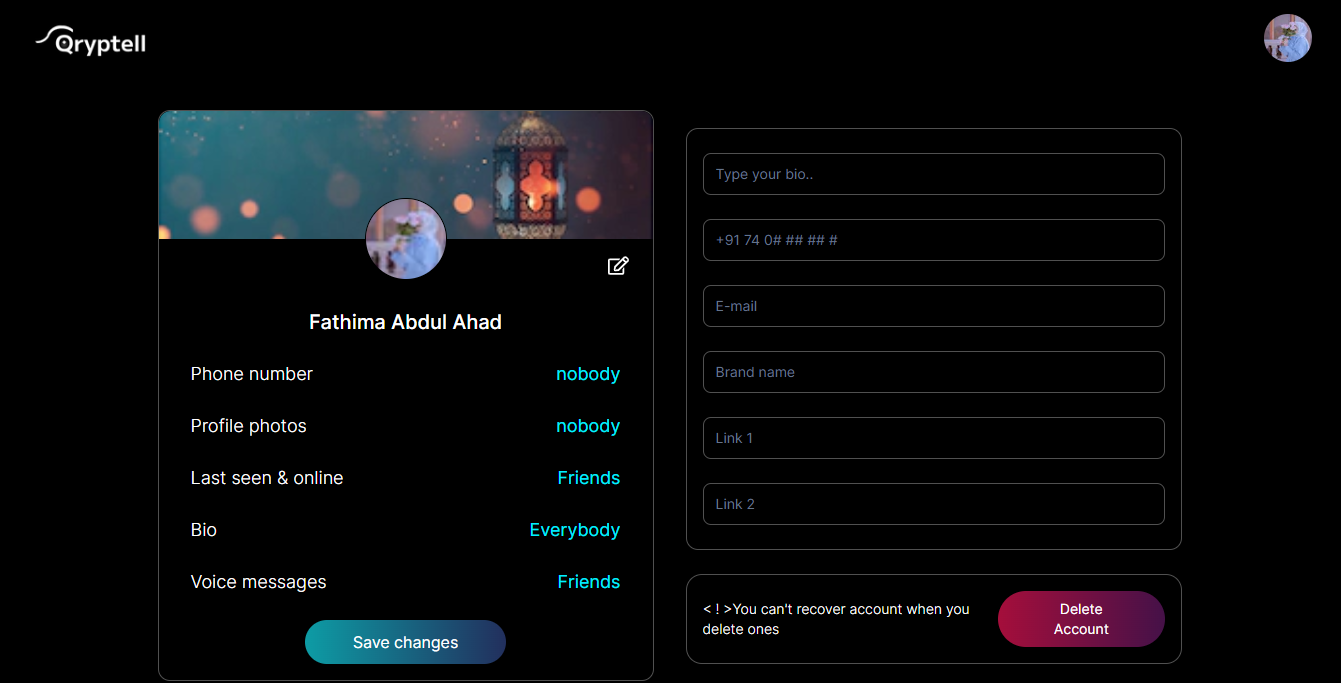 Qryptell
Fathima Abdul Ahad
Phone number nobody
Profile photos nobody
Last seen & online Friends
Bio Everybody
Voice messages Friends
Save changes
Type your bio..
+91 74 0# ## ## #
E-mail
Brand name
Link 1
Link 2
< ! >You can't recover account when you
delete ones
Delete
Account